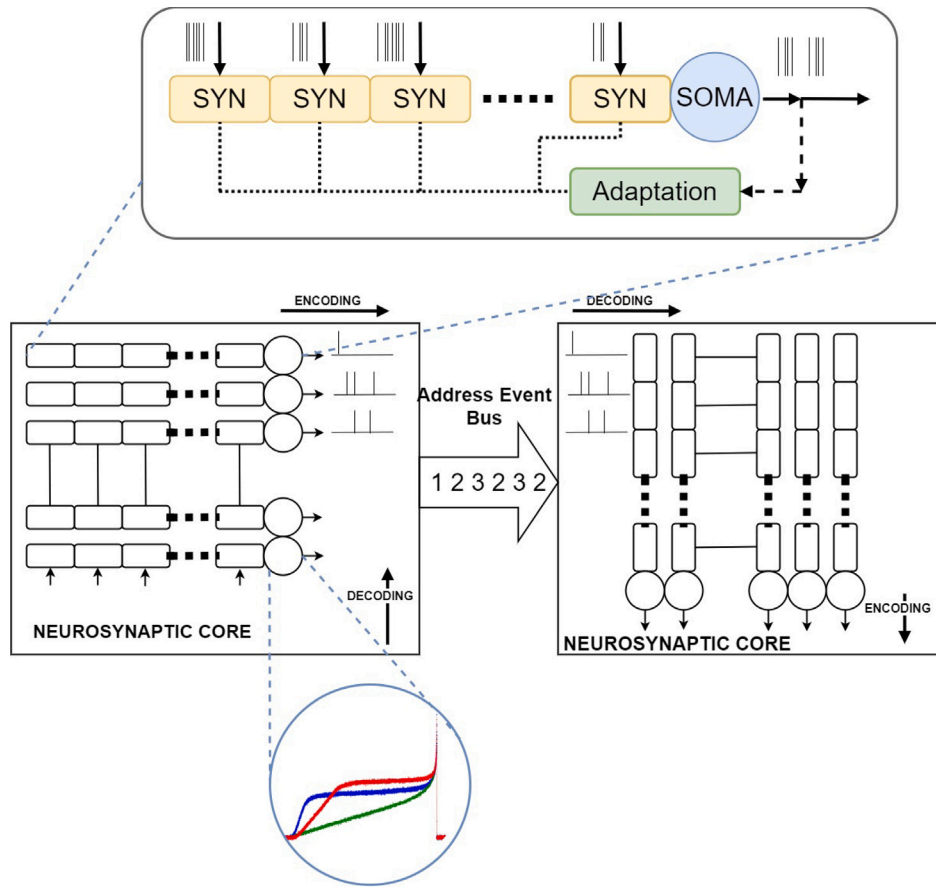 SYN SYN SYN SYN SOMA
Adaptation
ENCODING
DECODING
Address Event
Bus
1 2 3 2 3 2
DECODING
NEUROSYNAPTIC CORE
ENCODING
NEUROSYNAPTIC CORE